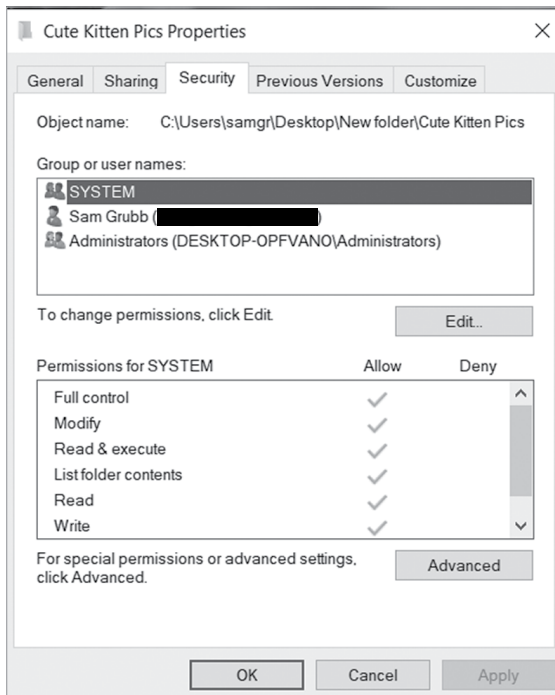 Cute Kitten Pics Properties
General Sharing Security Previous Versions Customize
Object name: C:\Users\samgr\Desktop\New folder\Cute Kitten Pics
Group or user names:
SYSTEM
Sam Grubb ( )
Administrators (DESKTOP-OPFVANO\Administrators)
To change permissions, click Edit.
Edit...
Permissions for SYSTEM Allow Deny
Full control
Modify
Read & execute
List folder contents
Read
Write
For special permissions or advanced settings,
click Advanced.
Advanced
OK Cancel Apply